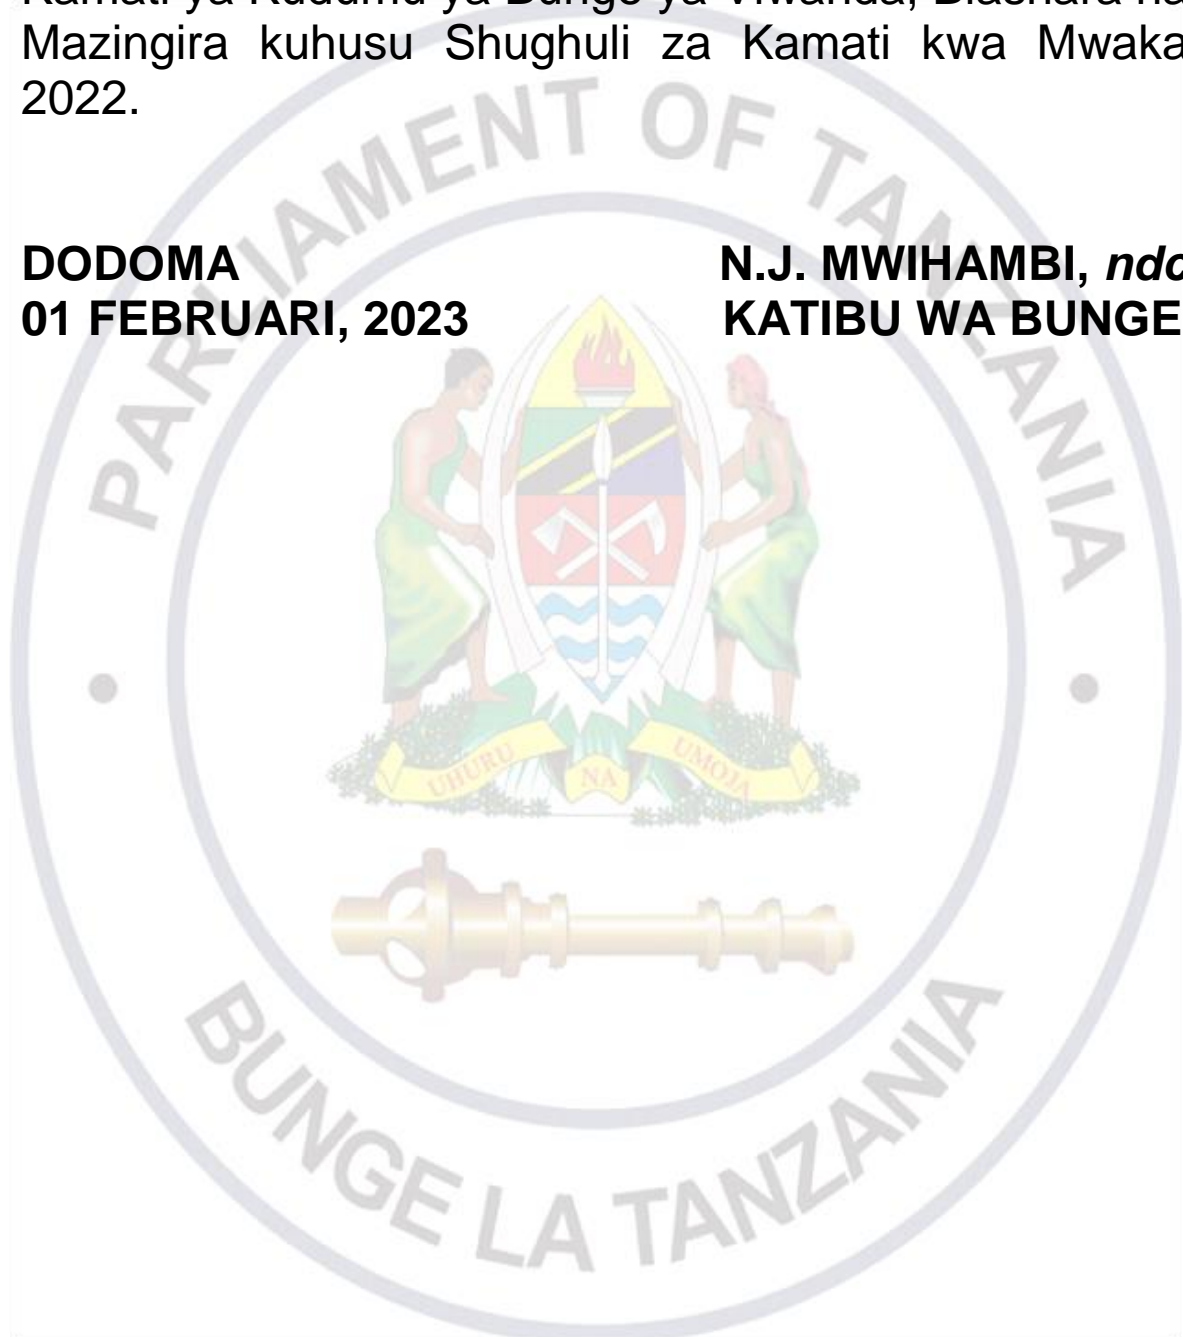 Kamati ya Kudumu ya Bunge ya Viwanda, Biashara na
Mazingira kuhusu Shughuli za Kamati kwa Mwaka
2022.
PARLIAMENT OF TANZANIA
DODOMA N.J. MWIHAMBI,
01 FEBRUARI, 2023 KATIBU WA BUNGE
UHURU NA UMOJA
BUNGE LA TANZANIA